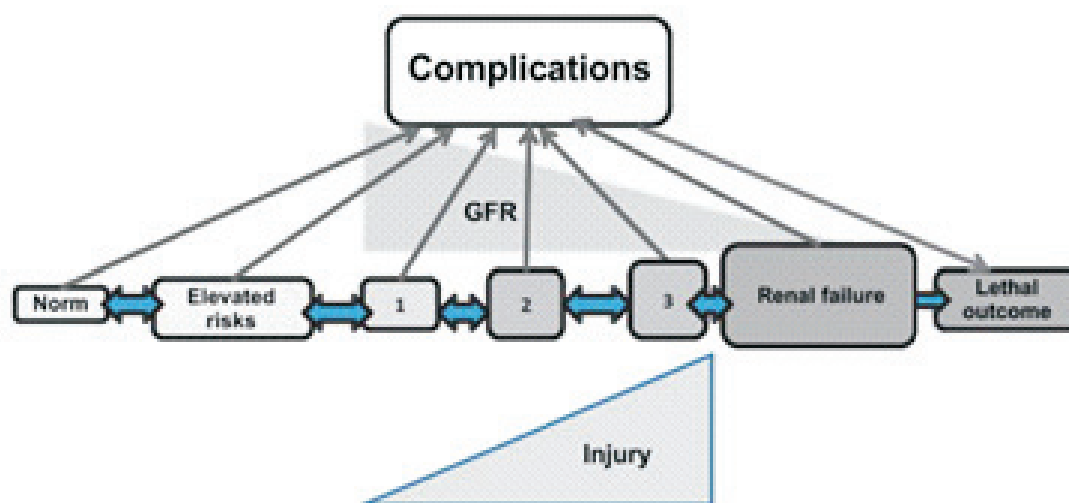 Complications
GFR
Norm
Elevated
risks
1
2
3
Renal failure
Lethal
outcome
Injury